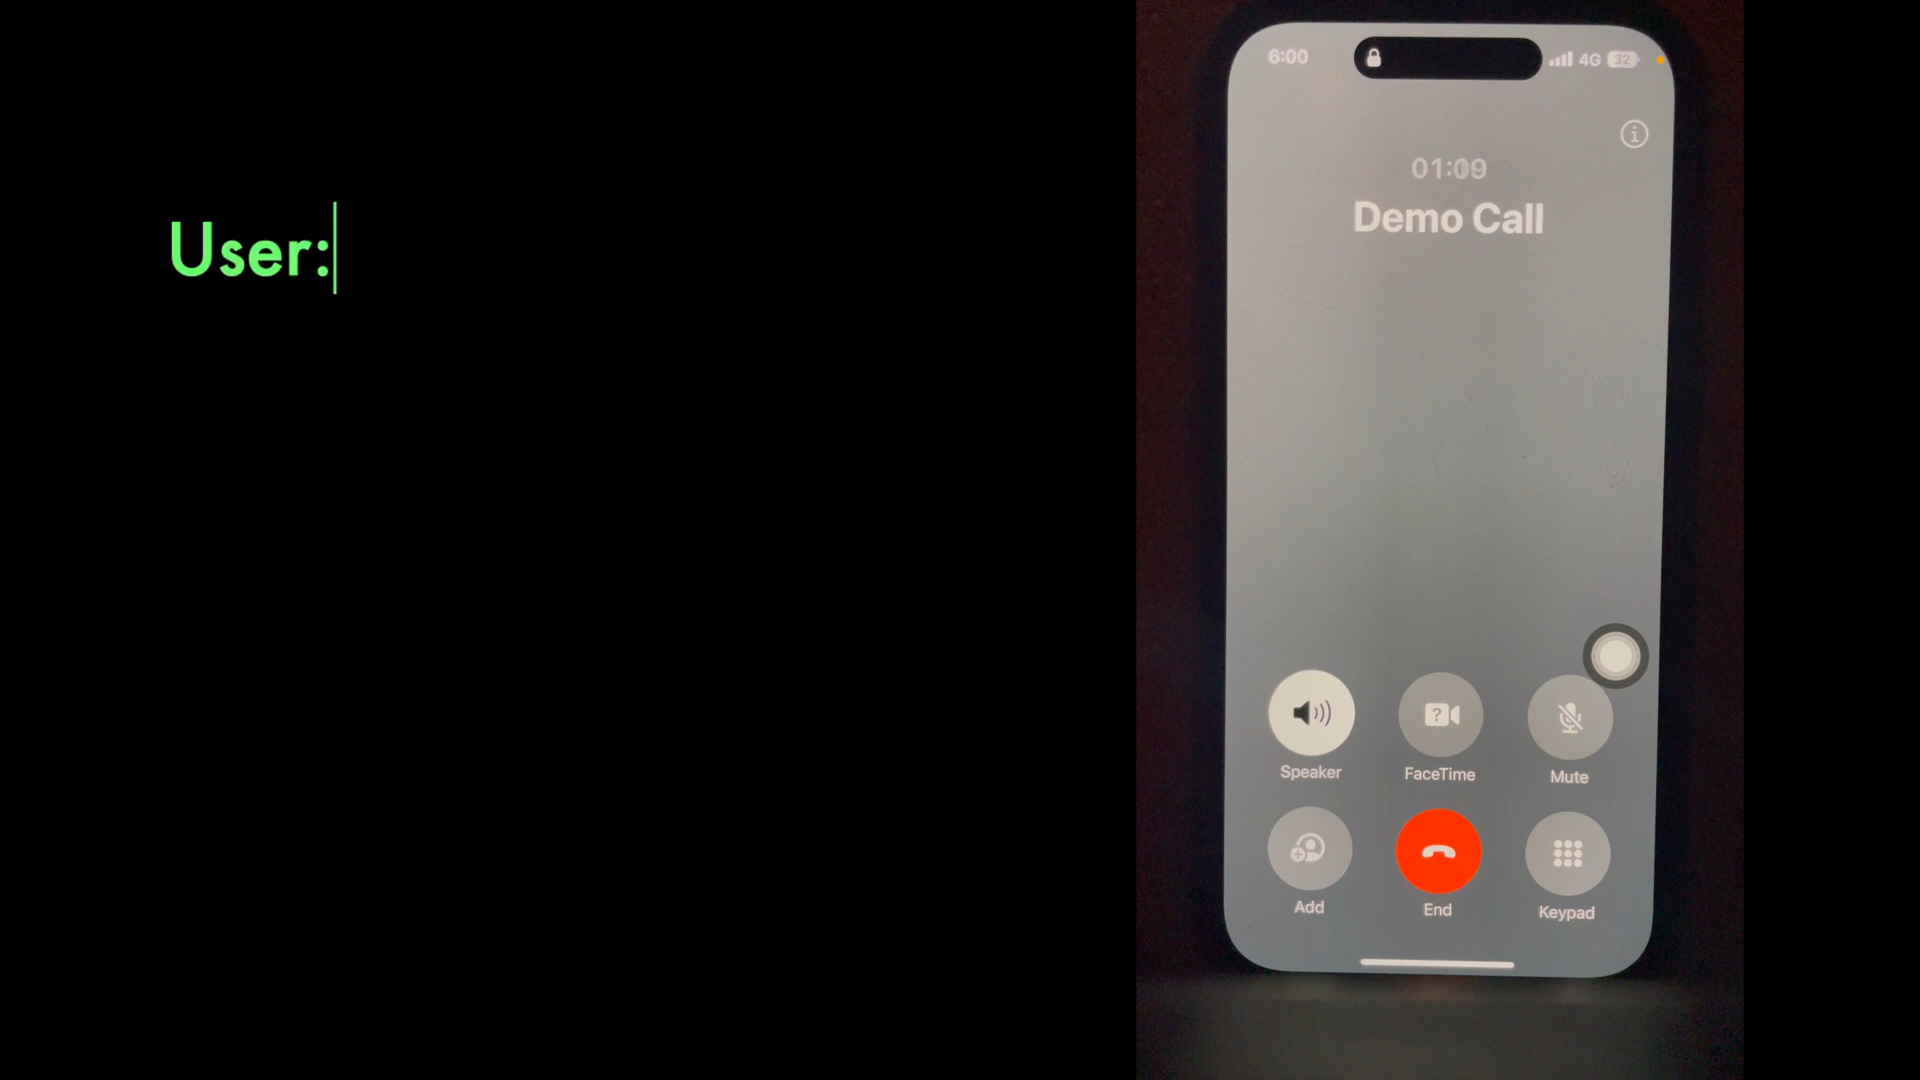 User:
6:00
4G
32
01:09
Demo Call
Speaker
FaceTime
Mute
Add
End
Keypad